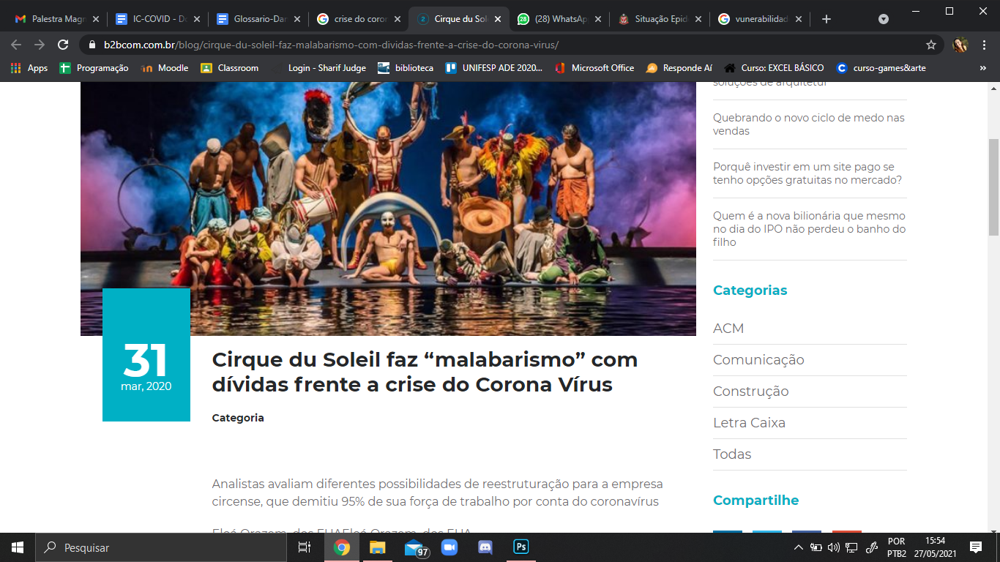 Palestra Magn
IC-COVID - De
Glossario-Dan
crise do coron
Cirque du Sol
(28) WhatsAp
Situação Epid
vunerabilidad
b2bcom.com.br/blog/cirque-du-soleil-faz-malabarismo-com-dividas-frente-a-crise-do-corona-virus/
Apps
Programação
Moodle
Classroom
Login - Sharif Judge
biblioteca
UNIFESP ADE 2020...
Microsoft Office
Responde Aí
Curso: EXCEL BÁSICO
curso-games&arte
»
soluções de arquitetur
Quebrando o novo ciclo de medo nas
vendas
Porquê investir em um site pago se
tenho opções gratuitas no mercado?
Quem é a nova bilionária que mesmo
no dia do IPO não perdeu o banho do
filho
Categorias
ACM
Comunicação
Construção
Letra Caixa
Todas
Compartilhe
31
mar, 2020
Cirque du Soleil faz “malabarismo” com
dívidas frente a crise do Corona Vírus
Categoria
Analistas avaliam diferentes possibilidades de reestruturação para a empresa
circense, que demitiu 95% de sua força de trabalho por conta do coronavírus
Pesquisar
97
Ps
POR
PTB2
15:54
27/05/2021